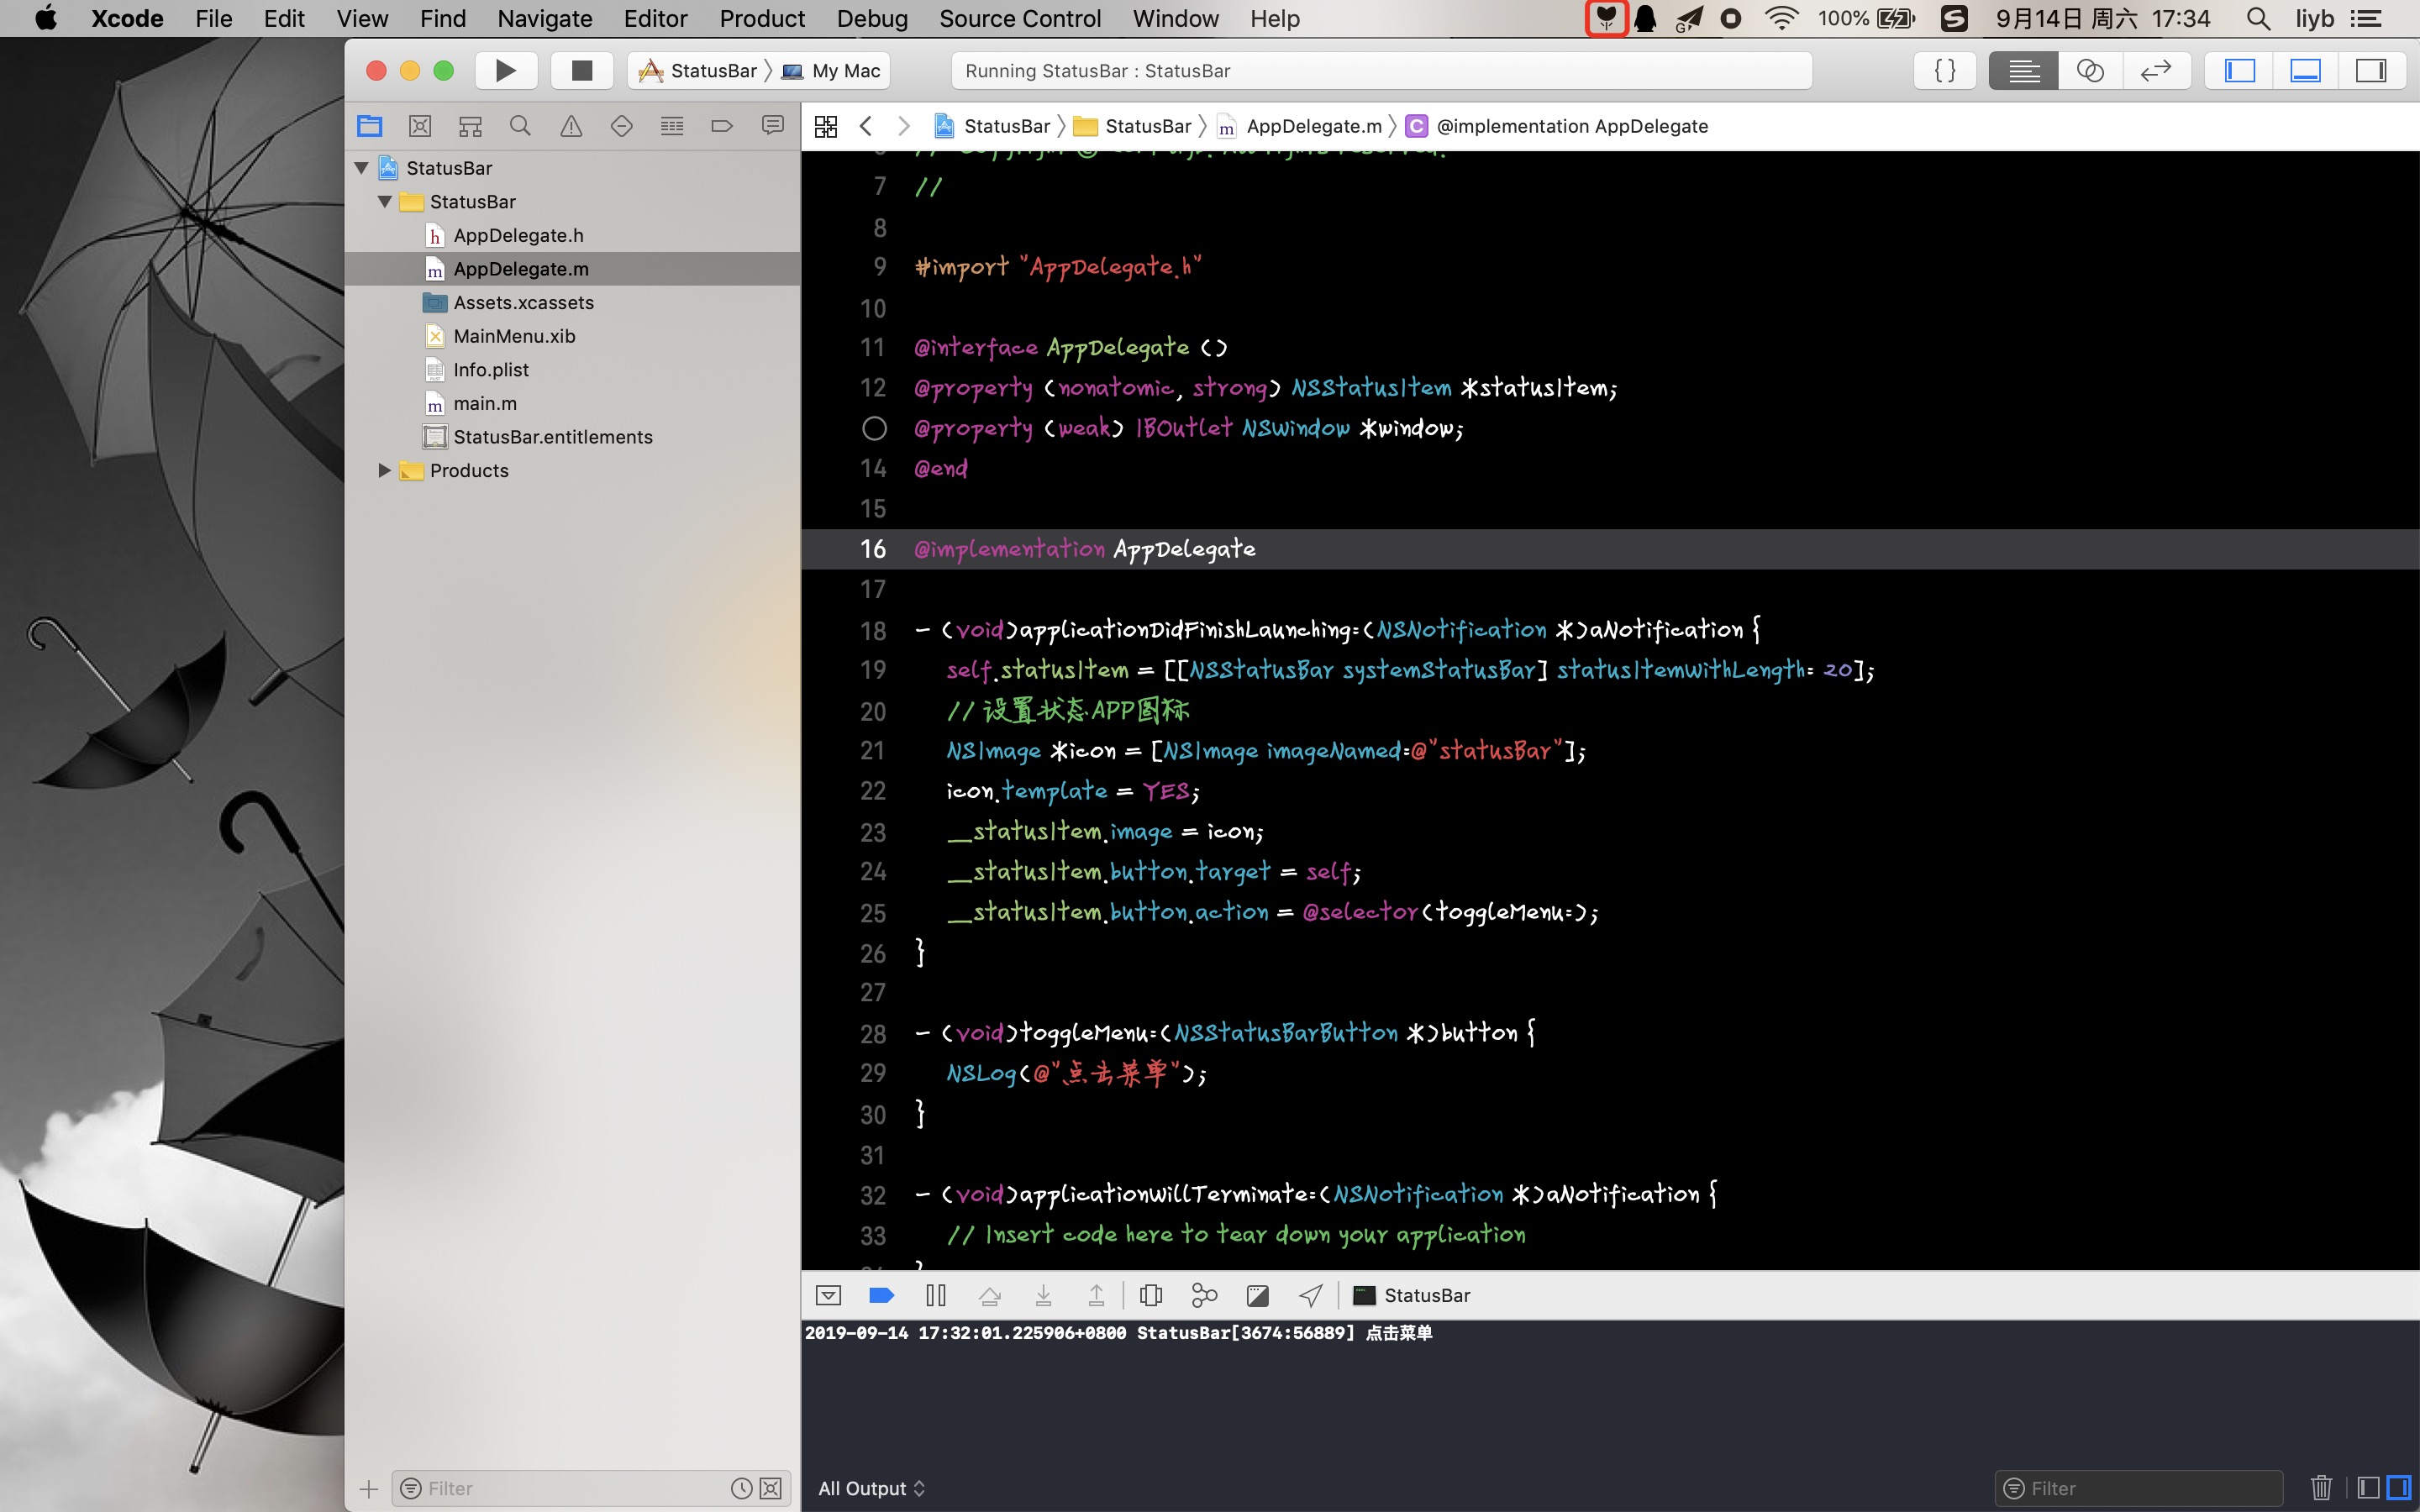 Xcode File Edit View Find Navigate Editor Product Debug Source Control Window Help 100% 9月14日 周六 17:34 liyb
StatusBar My Mac Running StatusBar : StatusBar
StatusBar StatusBar AppDelegate.m @implementation AppDelegate
StatusBar
StatusBar
AppDelegate.h
AppDelegate.m
Assets.xcassets
MainMenu.xib
Info.plist
main.m
StatusBar.entitlements
Products
7 //
8
9 #import "AppDelegate.h"
10
11 @interface AppDelegate ()
12 @property (nonatomic, strong) NSStatusItem *statusItem;
@property (weak) IBOutlet NSWindow *window;
14 @end
15
16 @implementation AppDelegate
17
18 - (void)applicationDidFinishLaunching:(NSNotification *)aNotification {
19 self.statusItem = [[NSStatusBar systemStatusBar] statusItemWithLength: 20];
20 // 设置状态APP图标
21 NSImage *icon = [NSImage imageNamed:@"statusBar"];
22 icon.template = YES;
23 _statusItem.image = icon;
24 _statusItem.button.target = self;
25 _statusItem.button.action = @selector(toggleMenu:);
26 }
27
28 - (void)toggleMenu:(NSStatusBarButton *)button {
29 NSLog(@"点击菜单");
30 }
31
32 - (void)applicationWillTerminate:(NSNotification *)aNotification {
33 // Insert code here to tear down your application
StatusBar
2019-09-14 17:32:01.225906+0800 StatusBar[3674:56889] 点击菜单
Filter
All Output
Filter